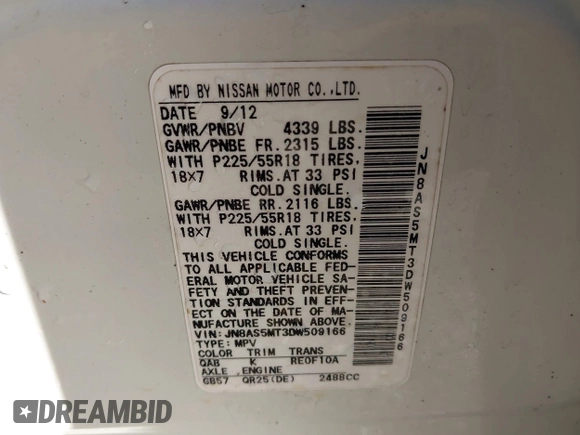 MFD BY NISSAN MOTOR CO.,LTD.
DATE 9/12
GVWR/PNBV 4339 LBS.
GAWR/PNBE FR. 2315 LBS.
WITH P225/55R18 TIRES.
18X7 RIMS.AT 33 PSI
COLD SINGLE.
GAWR/PNBE RR. 2116 LBS.
WITH P225/55R18 TIRES.
18X7 RIMS.AT 33 PSI
COLD SINGLE.
THIS VEHICLE CONFORMS
TO ALL APPLICABLE FED-
ERAL MOTOR VEHICLE SA-
FETY AND THEFT PREVEN-
TION STANDARDS IN EFF-
ECT ON THE DATE OF MA-
NUFACTURE SHOWN ABOVE.
VIN:JN8AS5MT3DW509166
TYPE:MPV
COLOR TRIM TRANS
QAB K RE0F10A
AXLE ENGINE
GB57 QR25(DE) 2488CC
JN8AS5MT3DW509166
DREAMBID
DREAMBID